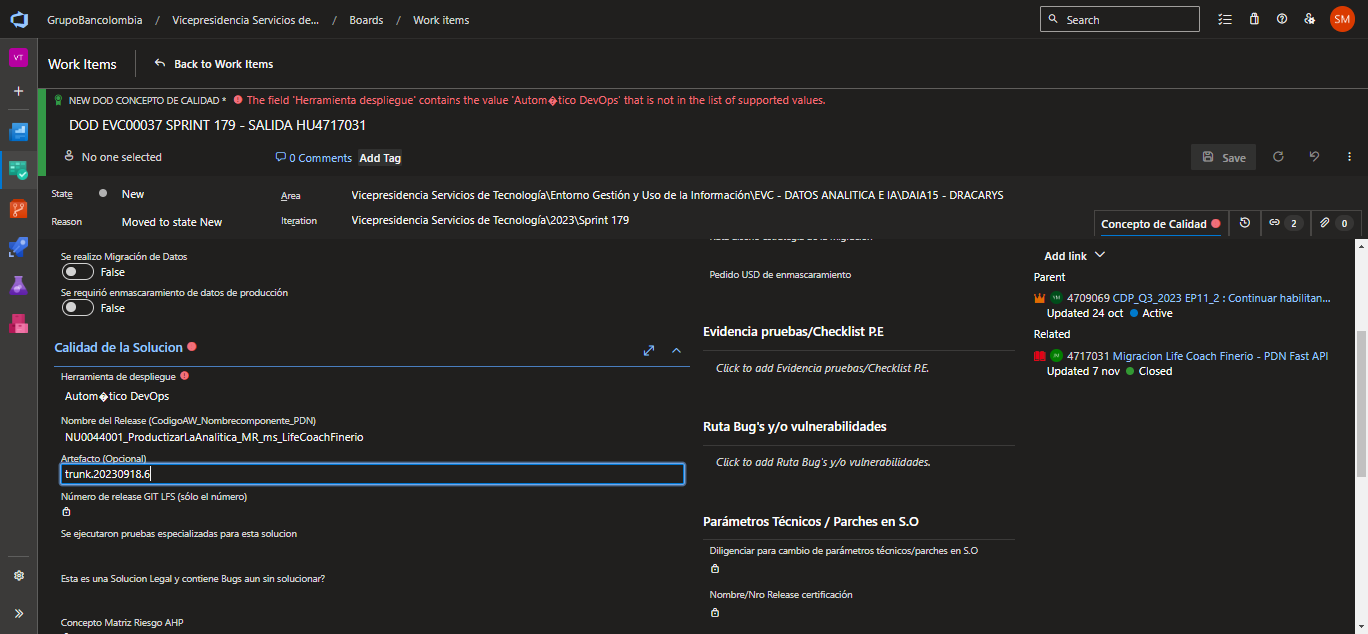 GrupoBancolombia / Vicepresidencia Servicios de... / Boards / Work items
Search
SM
VT
Work Items
Back to Work Items
NEW DOD CONCEPTO DE CALIDAD * The field 'Herramienta despliegue' contains the value 'Autom�tico DevOps' that is not in the list of supported values.
DOD EVC00037 SPRINT 179 - SALIDA HU4717031
No one selected
0 Comments
Add Tag
Save
State
New
Area
Vicepresidencia Servicios de Tecnología\Entorno Gestión y Uso de la Información\EVC - DATOS ANALITICA E IA\DAIA15 - DRACARYS
Reason
Moved to state New
Iteration
Vicepresidencia Servicios de Tecnología\2023\Sprint 179
Concepto de Calidad
2
0
Se realizo Migración de Datos
False
Se requirió enmascaramiento de datos de producción
False
Calidad de la Solucion
Herramienta de despliegue
Autom�tico DevOps
Nombre del Release (CodigoAW_Nombrecomponente_PDN)
NU0044001_ProductizarLaAnalitica_MR_ms_LifeCoachFinerio
Artefacto (Opcional)
trunk.20230918.6
Número de release GIT LFS (sólo el número)
Se ejecutaron pruebas especializadas para esta solucion
Esta es una Solucion Legal y contiene Bugs aun sin solucionar?
Concepto Matriz Riesgo AHP
Ruta diseño estrategia de la migración
Pedido USD de enmascaramiento
Evidencia pruebas/Checklist P.E
Click to add Evidencia pruebas/Checklist P.E.
Ruta Bug's y/o vulnerabilidades
Click to add Ruta Bug's y/o vulnerabilidades.
Parámetros Técnicos / Parches en S.O
Diligenciar para cambio de parámetros técnicos/parches en S.O
Nombre/Nro Release certificación
Add link
Parent
4709069 CDP_Q3_2023 EP11_2 : Continuar habilitan...
Updated 24 oct Active
Related
4717031 Migracion Life Coach Finerio - PDN Fast API
Updated 7 nov Closed